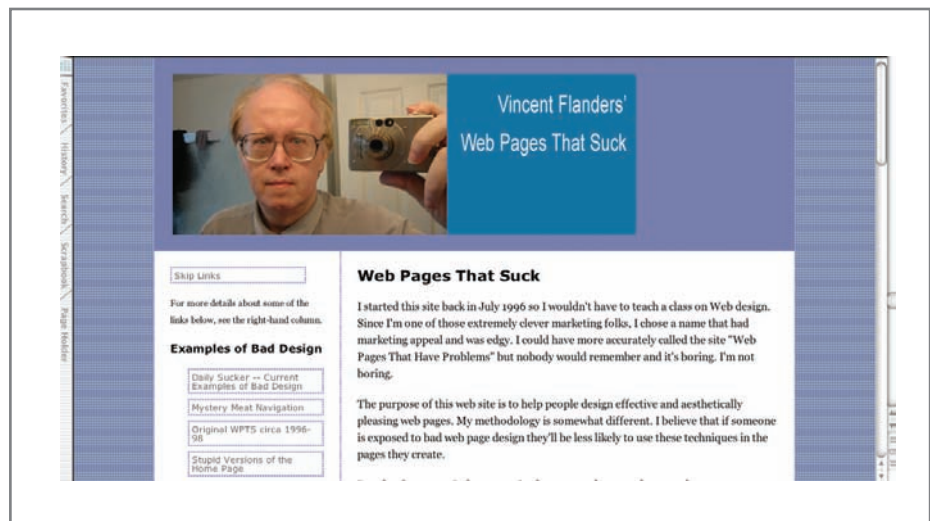 Favorites
History
Search
Scrapbook
Page Holder
Vincent Flanders'
Web Pages That Suck
Skip Links
For more details about some of the
links below, see the right-hand column.
Examples of Bad Design
Daily Sucker -- Current
Examples of Bad Design
Mystery Meat Navigation
Original WPTS circa 1996-
98
Stupid Versions of the
Home Page
Web Pages That Suck
I started this site back in July 1996 so I wouldn't have to teach a class on Web design.
Since I'm one of those extremely clever marketing folks, I chose a name that had
marketing appeal and was edgy. I could have more accurately called the site "Web
Pages That Have Problems" but nobody would remember and it's boring. I'm not
boring.
The purpose of this web site is to help people design effective and aesthetically
pleasing web pages. My methodology is somewhat different. I believe that if someone
is exposed to bad web page design they'll be less likely to use these techniques in the
pages they create.